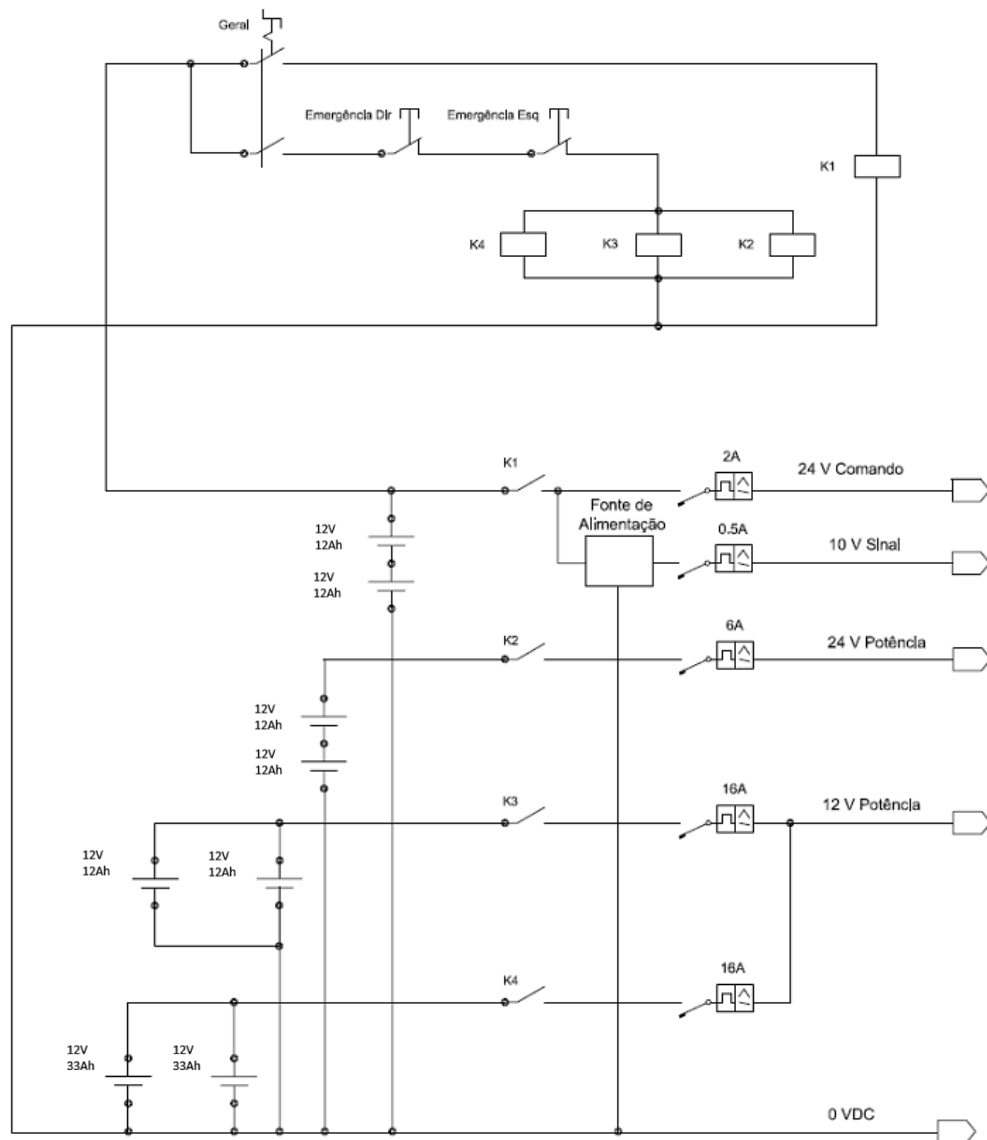 Geral
Emergência Dir
Emergência Esq
K1
K4
K3
K2
K1
2A
24 V Comando
Fonte de
Alimentação
0.5A
10 V Sinal
12V
12Ah
12V
12Ah
K2
6A
24 V Potência
12V
12Ah
12V
12Ah
K3
16A
12 V Potência
12V
12Ah
12V
12Ah
K4
16A
12V
33Ah
12V
33Ah
0 VDC